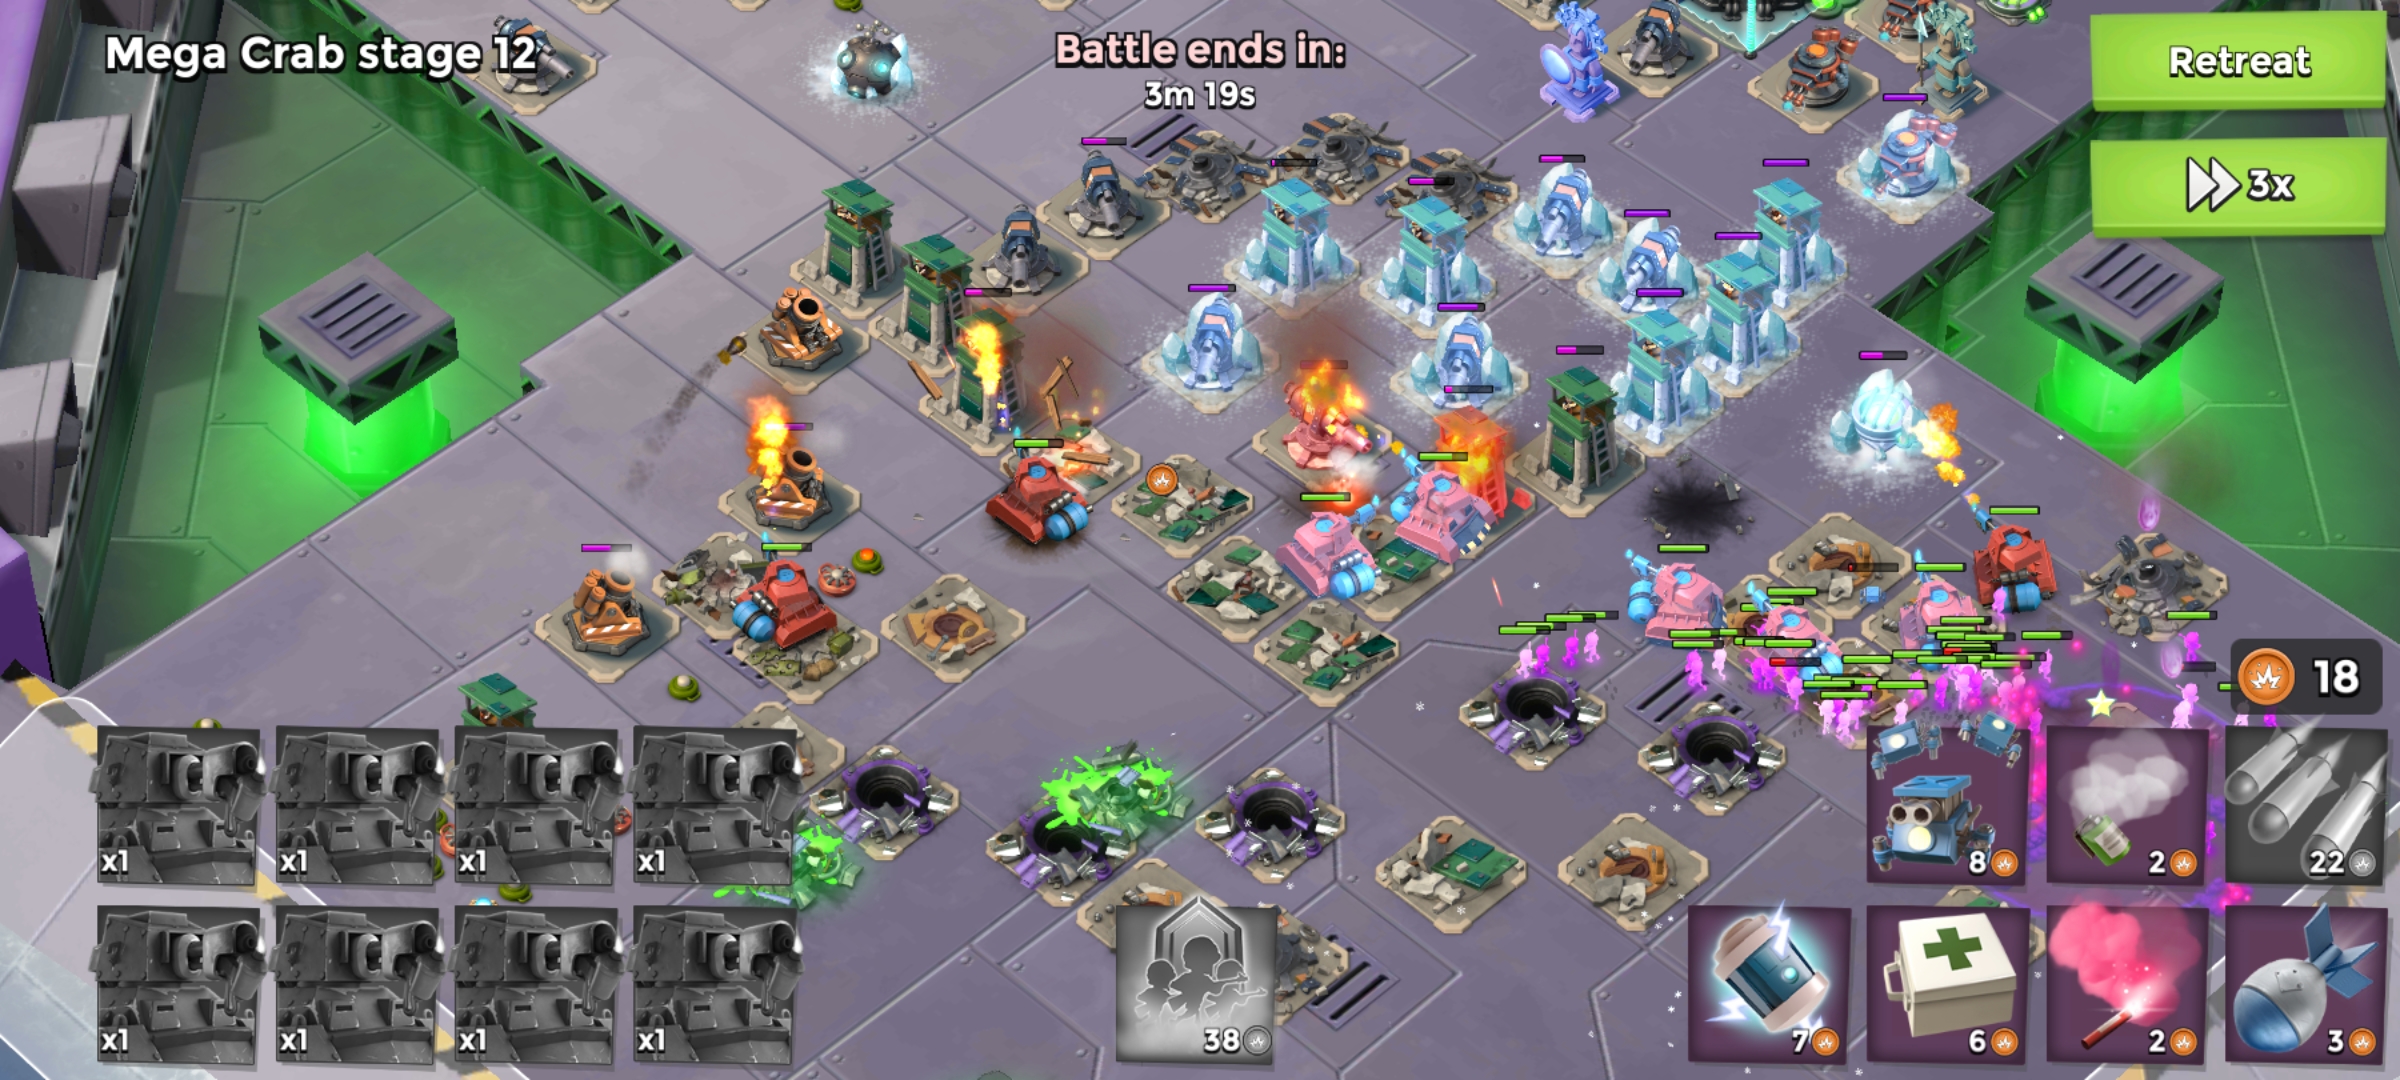 Mega Crab stage 12
Battle ends in:
3m 19s
Retreat
3x
18
x1
x1
x1
x1
8
2
22
x1
x1
x1
x1
38
7
6
2
3